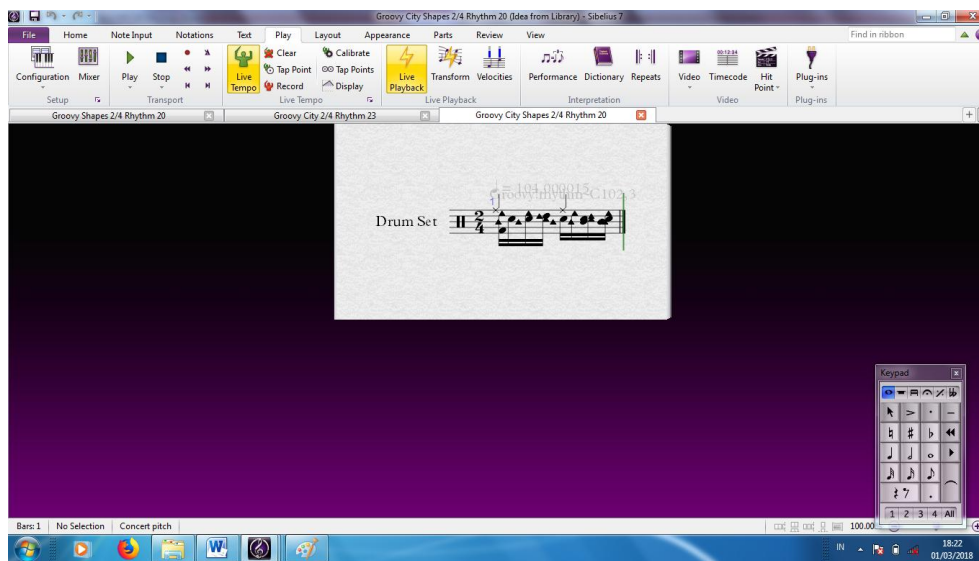 Groovy City Shapes 2/4 Rhythm 20 (Idea from Library) - Sibelius 7
File Home Note Input Notations Text Play Layout Appearance Parts Review View Find in ribbon
Configuration Mixer Play Stop Live Tempo Clear Tap Point Record Calibrate Tap Points Display Live Playback Transform Velocities Performance Dictionary Repeats Video Timecode Hit Point Plug-ins
Setup Transport Live Tempo Live Playback Interpretation Video Plug-ins
Groovy Shapes 2/4 Rhythm 20 Groovy City 2/4 Rhythm 23 Groovy City Shapes 2/4 Rhythm 20
= 104.000015
Drum Set 2/4
Keypad
1 2 3 4 All
Bars: 1 No Selection Concert pitch 100.00
IN 18:22
01/03/2018